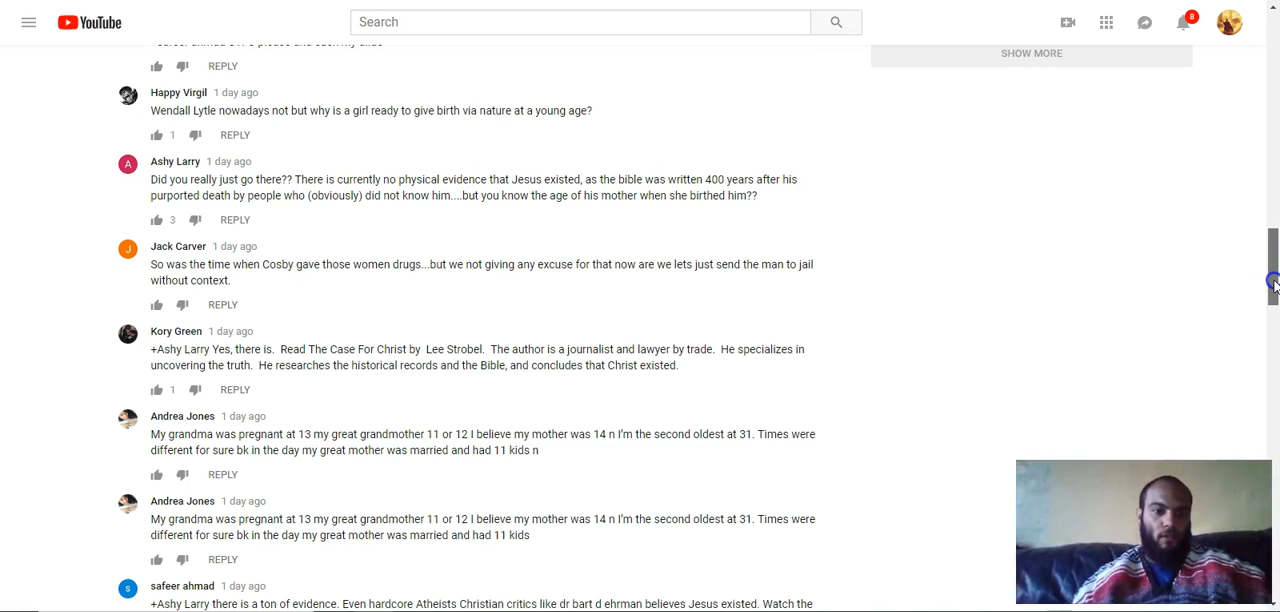 YouTube
Search
8
SHOW MORE
REPLY
Happy Virgil 1 day ago
Wendall Lytle nowadays not but why is a girl ready to give birth via nature at a young age?
1 REPLY
A
Ashy Larry 1 day ago
Did you really just go there?? There is currently no physical evidence that Jesus existed, as the bible was written 400 years after his
purported death by people who (obviously) did not know him....but you know the age of his mother when she birthed him??
3 REPLY
J
Jack Carver 1 day ago
So was the time when Cosby gave those women drugs...but we not giving any excuse for that now are we lets just send the man to jail
without context.
REPLY
Kory Green 1 day ago
+Ashy Larry Yes, there is. Read The Case For Christ by Lee Strobel. The author is a journalist and lawyer by trade. He specializes in
uncovering the truth. He researches the historical records and the Bible, and concludes that Christ existed.
1 REPLY
Andrea Jones 1 day ago
My grandma was pregnant at 13 my great grandmother 11 or 12 I believe my mother was 14 n I'm the second oldest at 31. Times were
different for sure bk in the day my great mother was married and had 11 kids n
REPLY
Andrea Jones 1 day ago
My grandma was pregnant at 13 my great grandmother 11 or 12 I believe my mother was 14 n I'm the second oldest at 31. Times were
different for sure bk in the day my great mother was married and had 11 kids
REPLY
s
safeer ahmad 1 day ago
+Ashy Larry there is a ton of evidence. Even hardcore Atheists Christian critics like dr bart d ehrman believes Jesus existed. Watch the